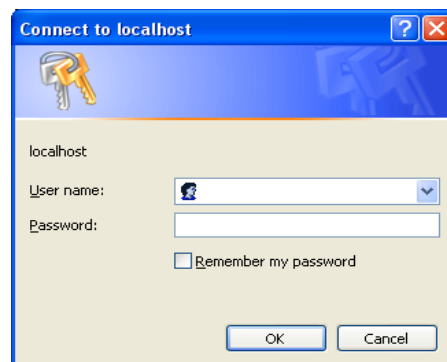 Connect to localhost
localhost
User name:
Password:
Remember my password
OK Cancel